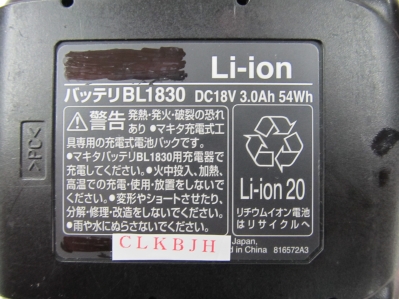 Li-ion
バッテリBL1830 DC18V 3.0Ah 54Wh
警告 発熱・発火・破裂の恐れ
あり ●マキタ充電式工
具専用の充電式電池パックです。
●マキタバッテリBL1830用充電器で
充電してください。●火中投入、加熱、
高温での充電・使用・放置をしないで
ください。●変形やショートさせたり、
分解・修理・改造をしないでください。
●雨や水にぬらさないでください。
Li-ion 20
リチウムイオン電池
はリサイクルへ
CLKBJH
Japan,
in China 816572A3
>PC<